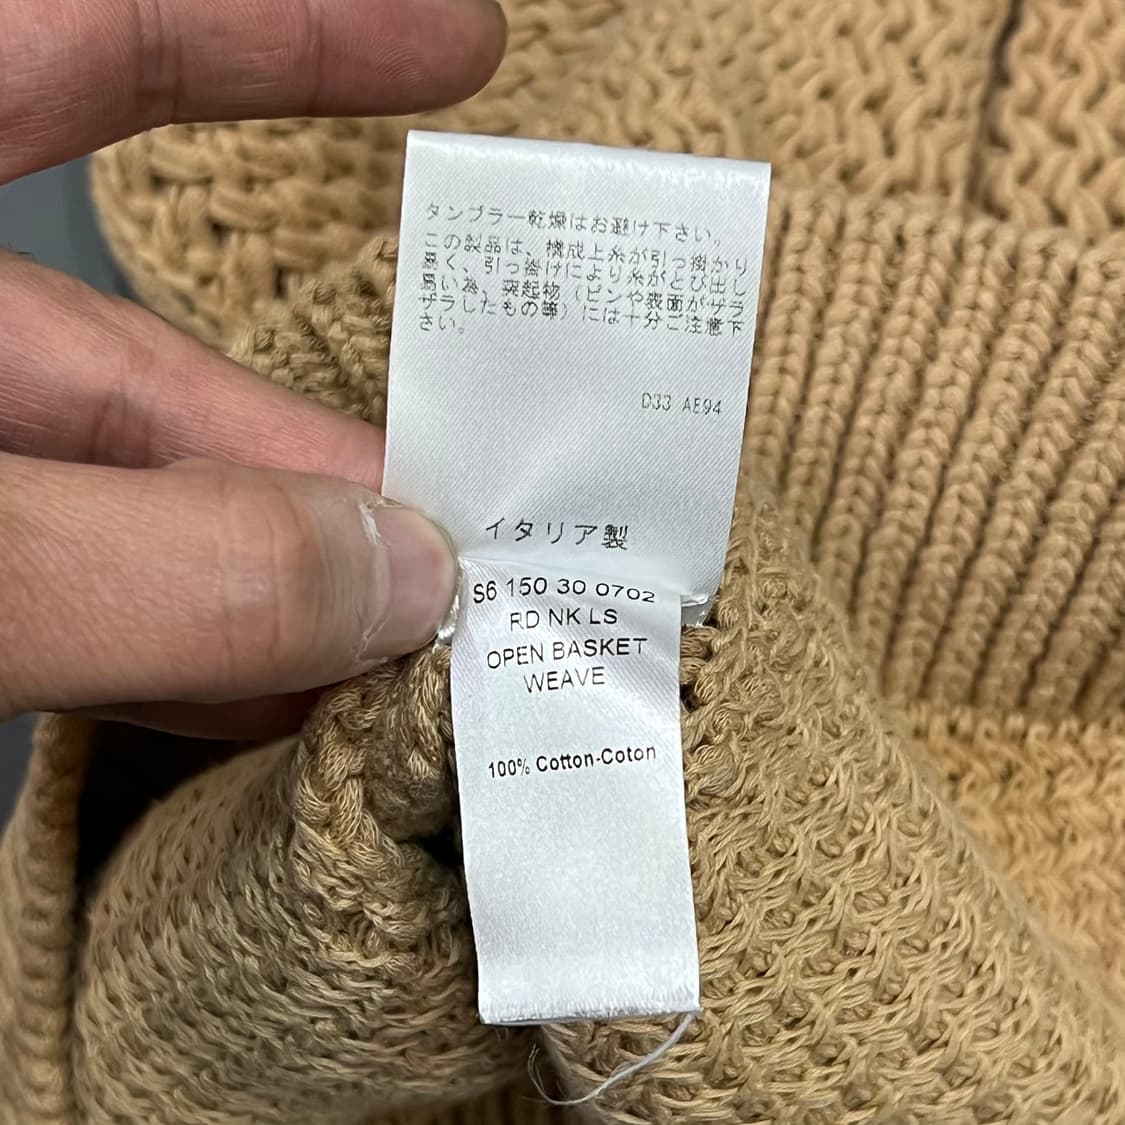 タンブラー乾燥はお避け下さい。
この製品は、構成上糸が引っ掛かり
易く、引っ掛けにより糸がとび出し
易い為、突起物（ピンや表面がザラ
ザラしたもの等）には十分ご注意下
さい。
D33 AE94
イタリア製
S6 150 30 0702
RD NK LS
OPEN BASKET
WEAVE
100% Cotton-Coton